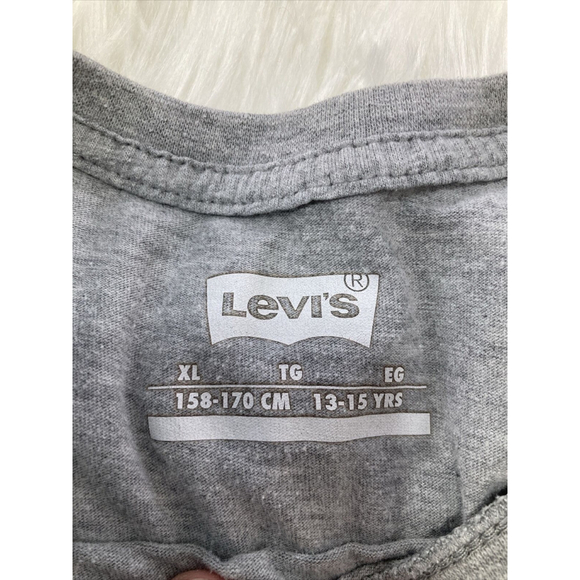 Levi's ®
XL TG EG
158-170 CM 13-15 YRS